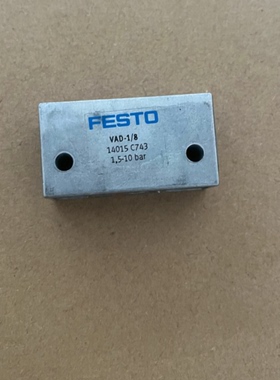 FESTO
VAD-1/8
14015 C743
1,5-10 bar